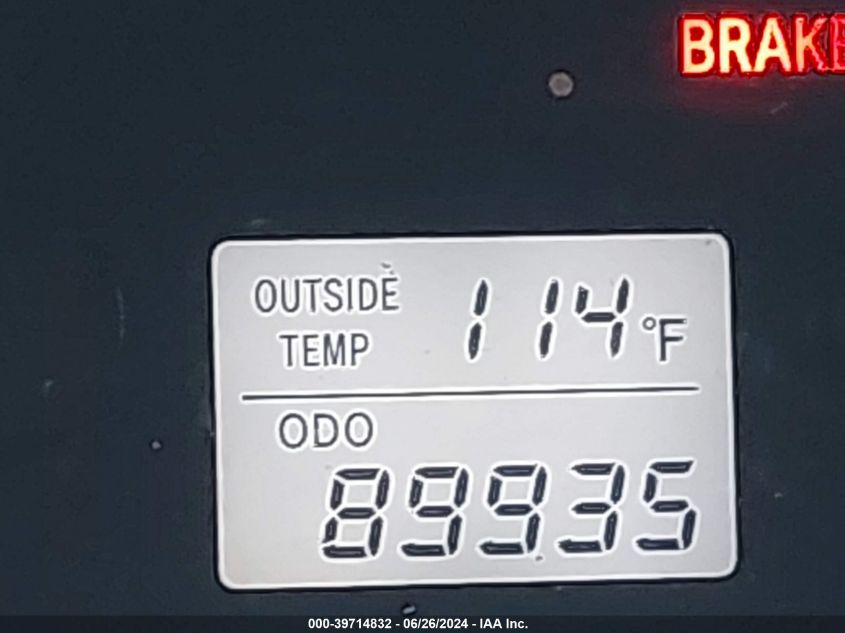 BRAKE
OUTSIDE
TEMP
114°F
ODO
89935
000-39714832 - 06/26/2024 - IAA Inc.